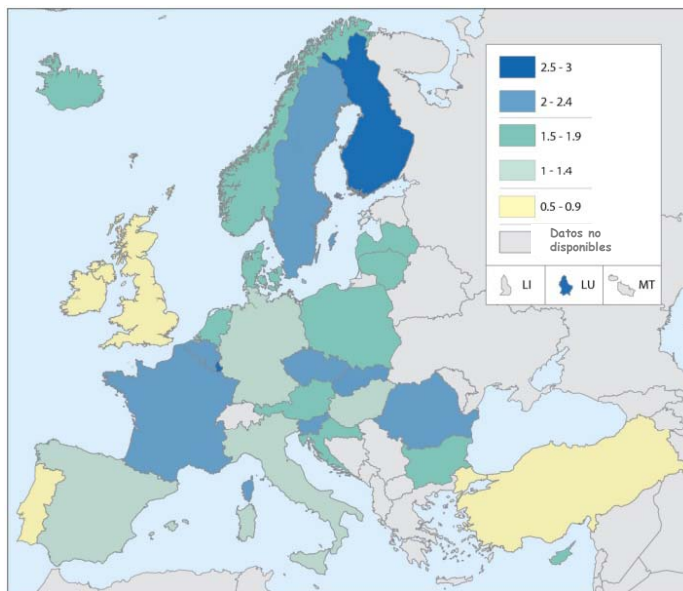 2.5 - 3
2 - 2.4
1.5 - 1.9
1 - 1.4
0.5 - 0.9
Datos no
disponibles
LI LU MT